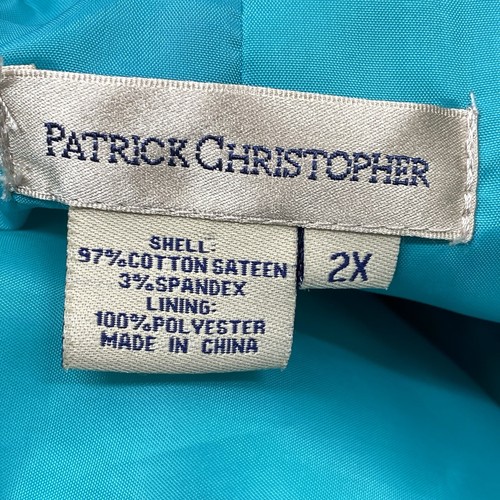 PATRICK CHRISTOPHER
SHELL:
97%COTTON SATEEN
3%SPANDEX
LINING:
100%POLYESTER
MADE IN CHINA
2X